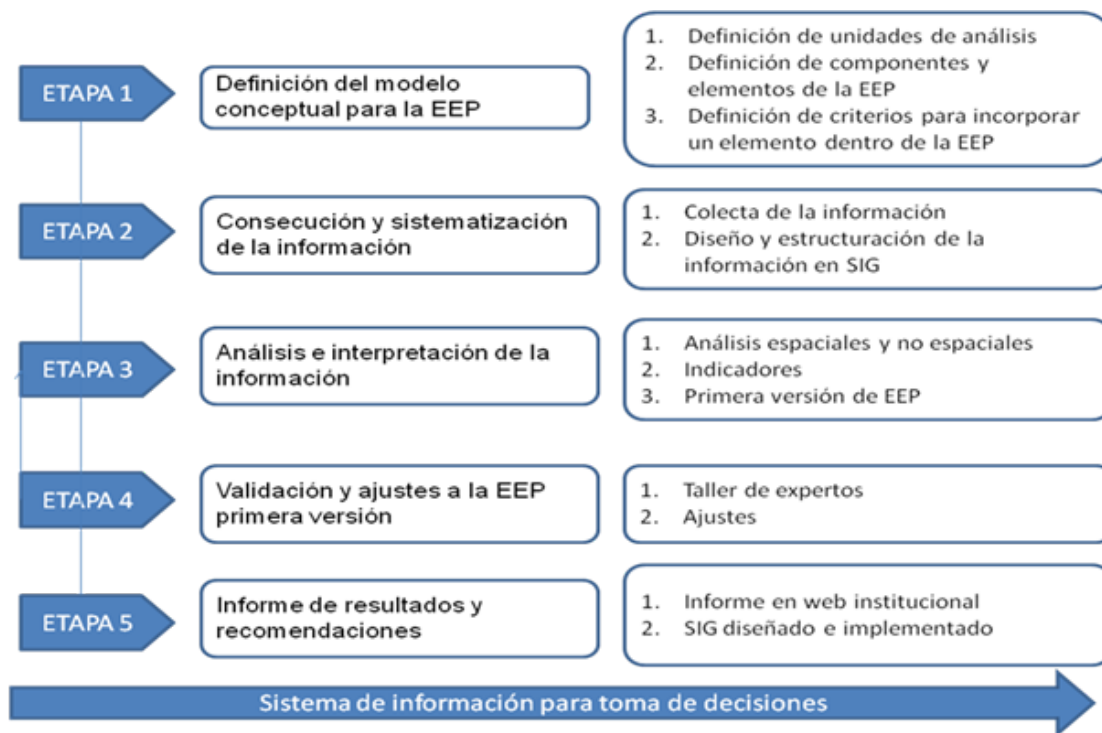 ETAPA 1
Definición del modelo
conceptual para la EEP
1. Definición de unidades de análisis
2. Definición de componentes y
elementos de la EEP
3. Definición de criterios para incorporar
un elemento dentro de la EEP
ETAPA 2
Consecución y sistematización
de la información
1. Colecta de la información
2. Diseño y estructuración de la
información en SIG
ETAPA 3
Análisis e interpretación de la
información
1. Análisis espaciales y no espaciales
2. Indicadores
3. Primera versión de EEP
ETAPA 4
Validación y ajustes a la EEP
primera versión
1. Taller de expertos
2. Ajustes
ETAPA 5
Informe de resultados y
recomendaciones
1. Informe en web institucional
2. SIG diseñado e implementado
Sistema de información para toma de decisiones